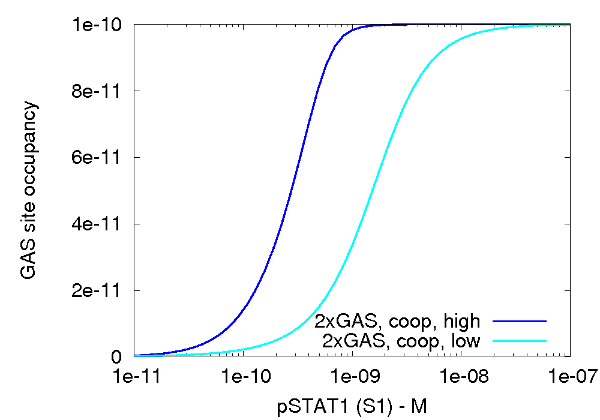 1e-10
8e-11
6e-11
4e-11
2e-11
0
GAS site occupancy
2xGAS, coop, high
2xGAS, coop, low
1e-11 1e-10 1e-09 1e-08 1e-07
pSTAT1 (S1) - M